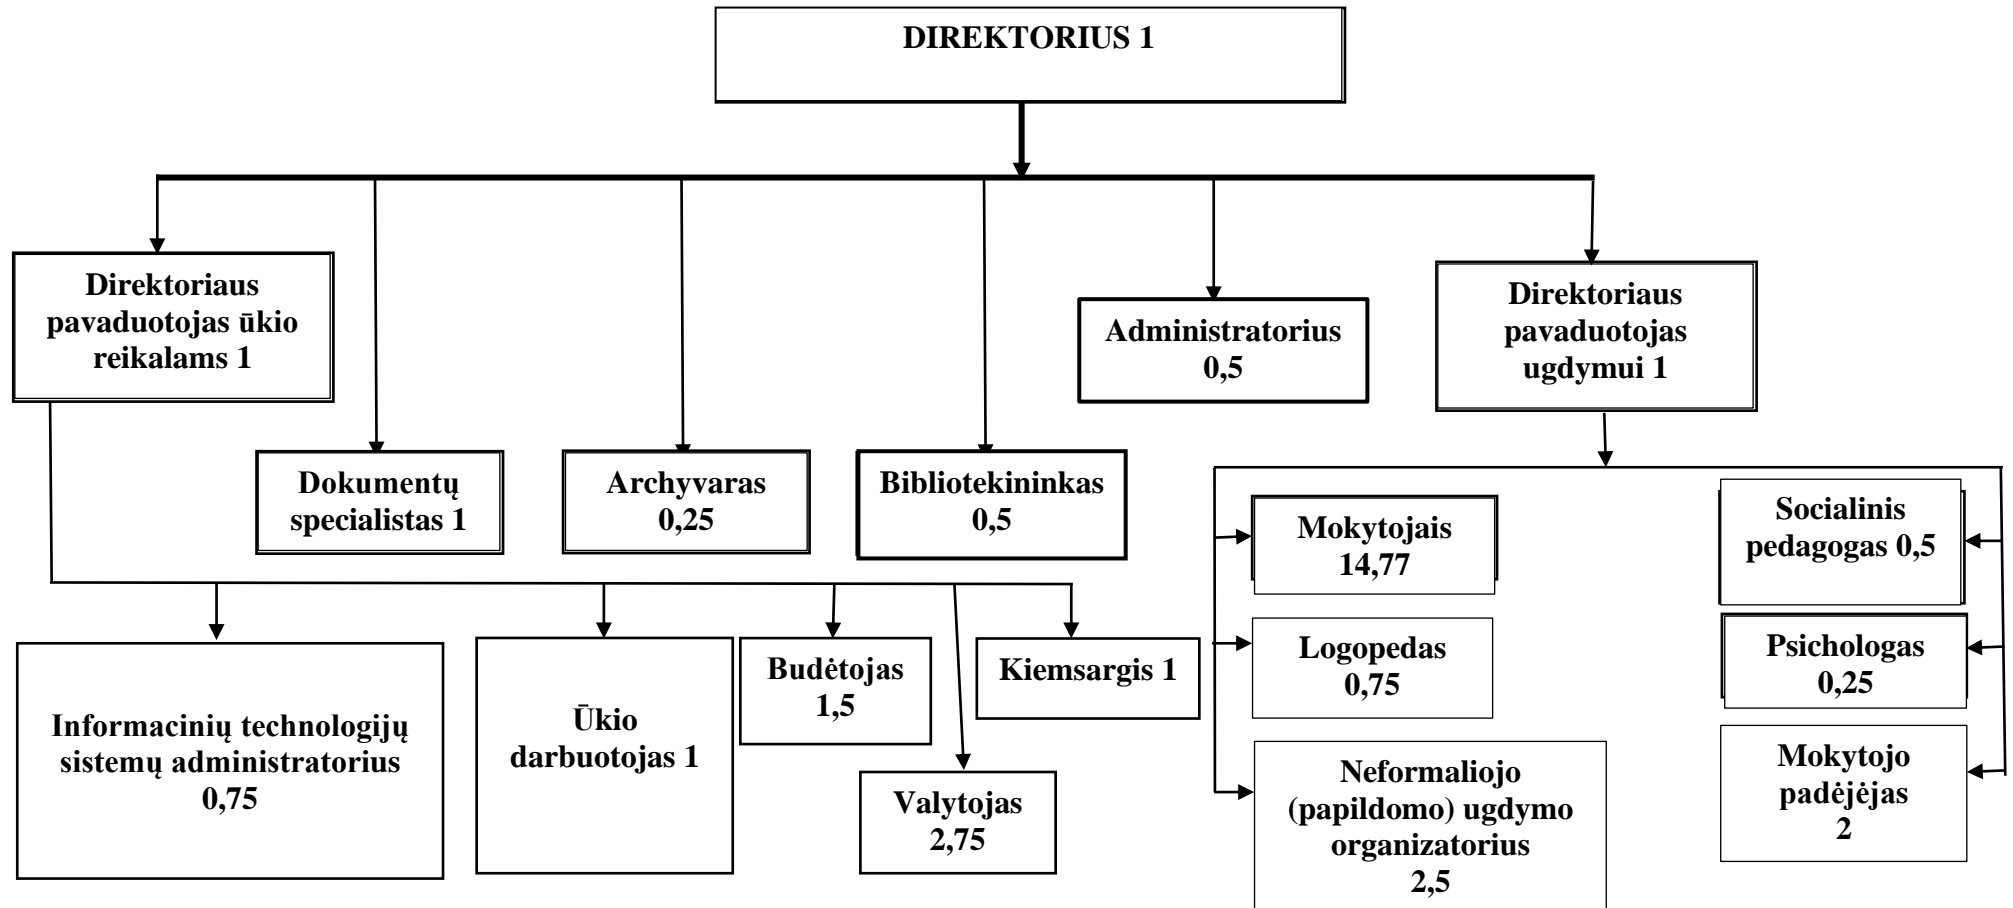 DIREKTORIUS 1
Direktoriaus
pavaduotojas ūkio
reikalams 1
Administratorius
0,5
Direktoriaus
pavaduotojas
ugdymui 1
Dokumentų
specialistas 1
Archyvaras
0,25
Bibliotekininkas
0,5
Mokytojais
14,77
Socialinis
pedagogas 0,5
Informacinių technologijų
sistemų administratorius
0,75
Ūkio
darbuotojas 1
Budėtojas
1,5
Valytojas
2,75
Kiemsargis 1
Logopedas
0,75
Psichologas
0,25
Neformaliojo
(papildomo) ugdymo
organizatorius
2,5
Mokytojo
padėjėjas
2